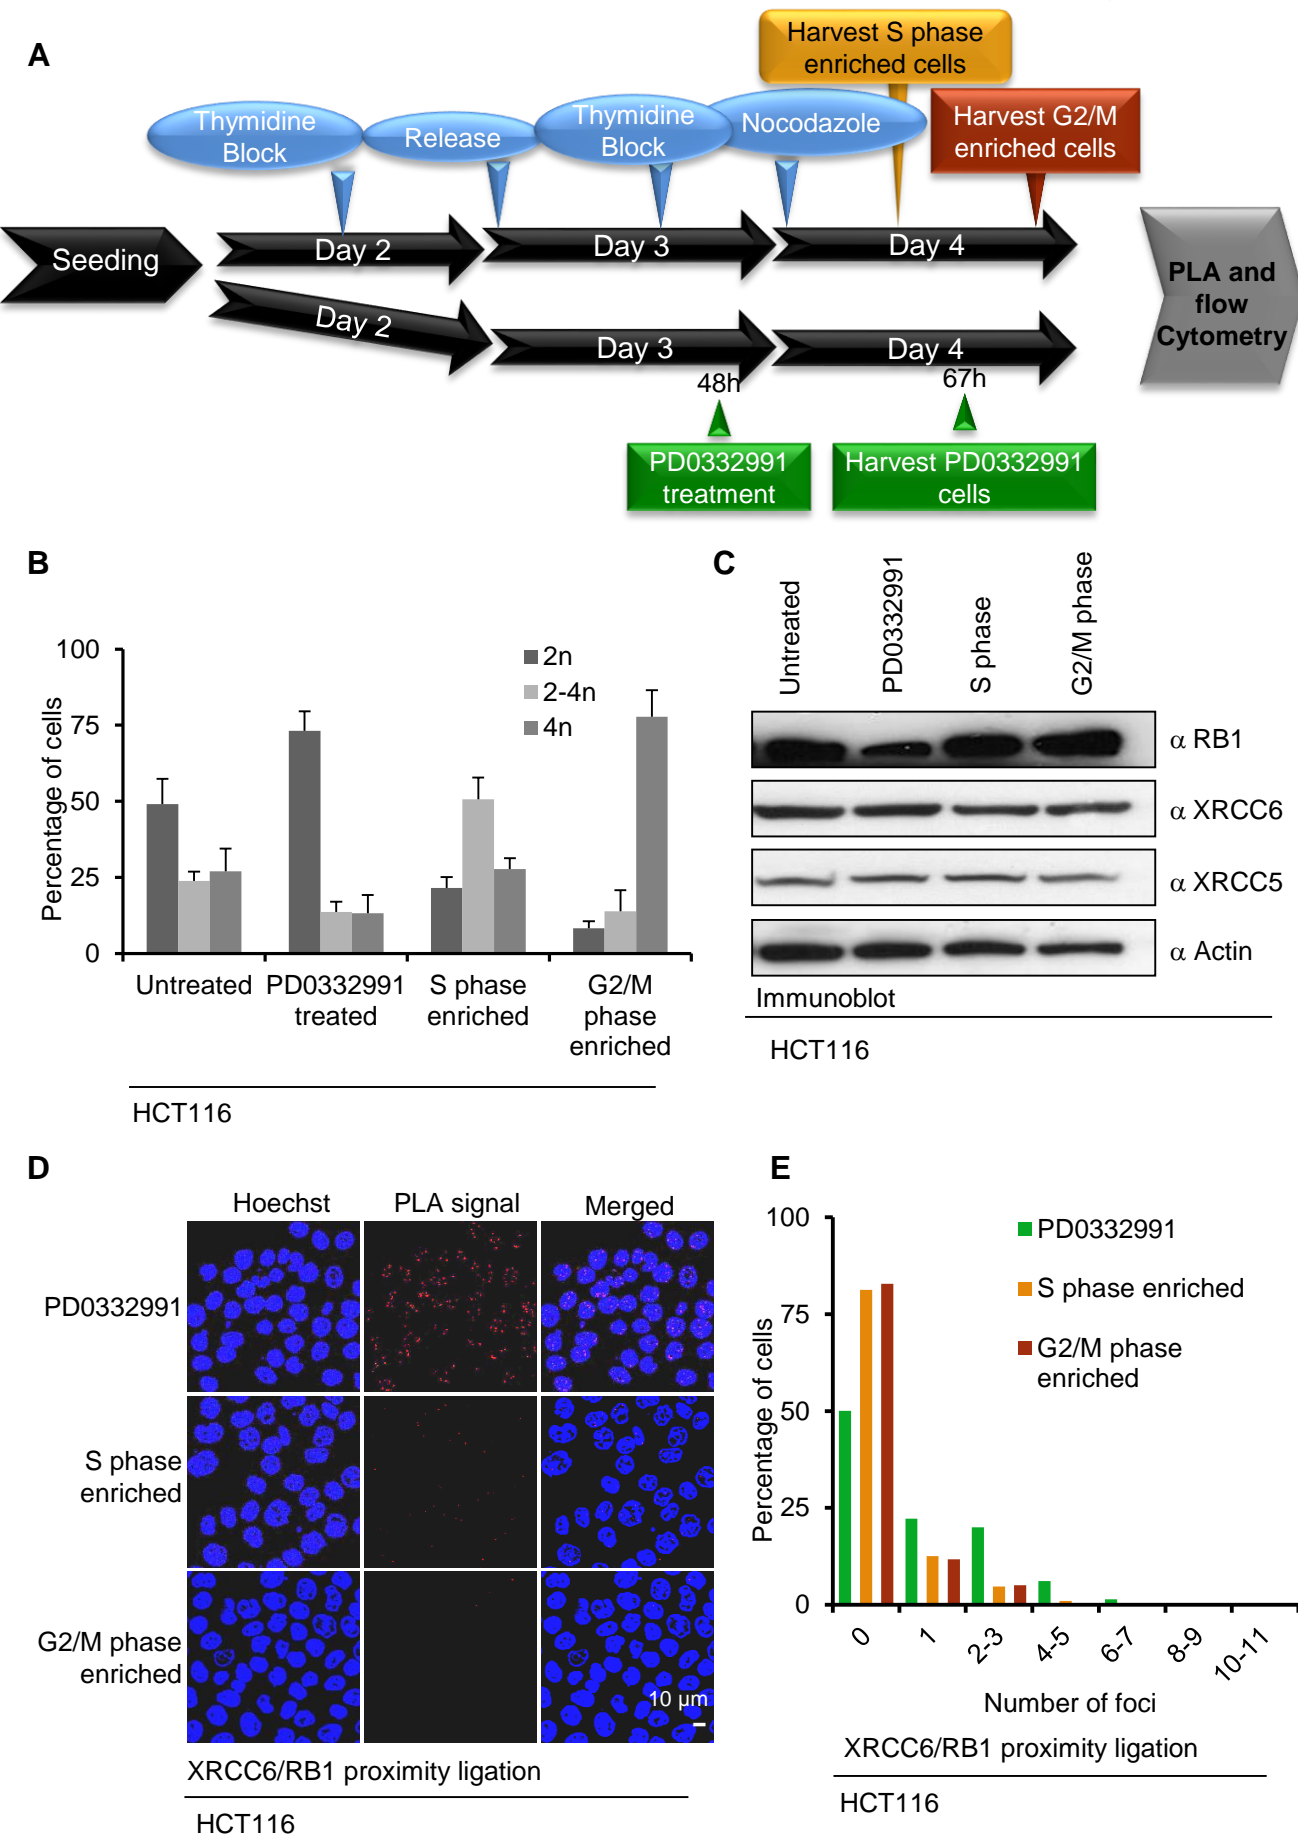 A
Harvest S phase
enriched cells
Thymidine
Block
Release
Thymidine
Block
Nocodazole
Harvest G2/M
enriched cells
Seeding
Day 2
Day 3
Day 4
Day 2
Day 3
Day 4
48h
67h
PD0332991
treatment
Harvest PD0332991
cells
PLA and
flow
Cytometry
B
Percentage of cells
100
75
50
25
0
2n
2-4n
4n
Untreated
PD0332991
treated
S phase
enriched
G2/M
phase
enriched
HCT116
C
Untreated
PD0332991
S phase
G2/M phase
α RB1
α XRCC6
α XRCC5
α Actin
Immunoblot
HCT116
D
Hoechst
PLA signal
Merged
PD0332991
S phase
enriched
G2/M phase
enriched
10 μm
XRCC6/RB1 proximity ligation
HCT116
E
Percentage of cells
100
75
50
25
0
PD0332991
S phase enriched
G2/M phase
enriched
0
1
2-3
4-5
6-7
8-9
10-11
Number of foci
XRCC6/RB1 proximity ligation
HCT116